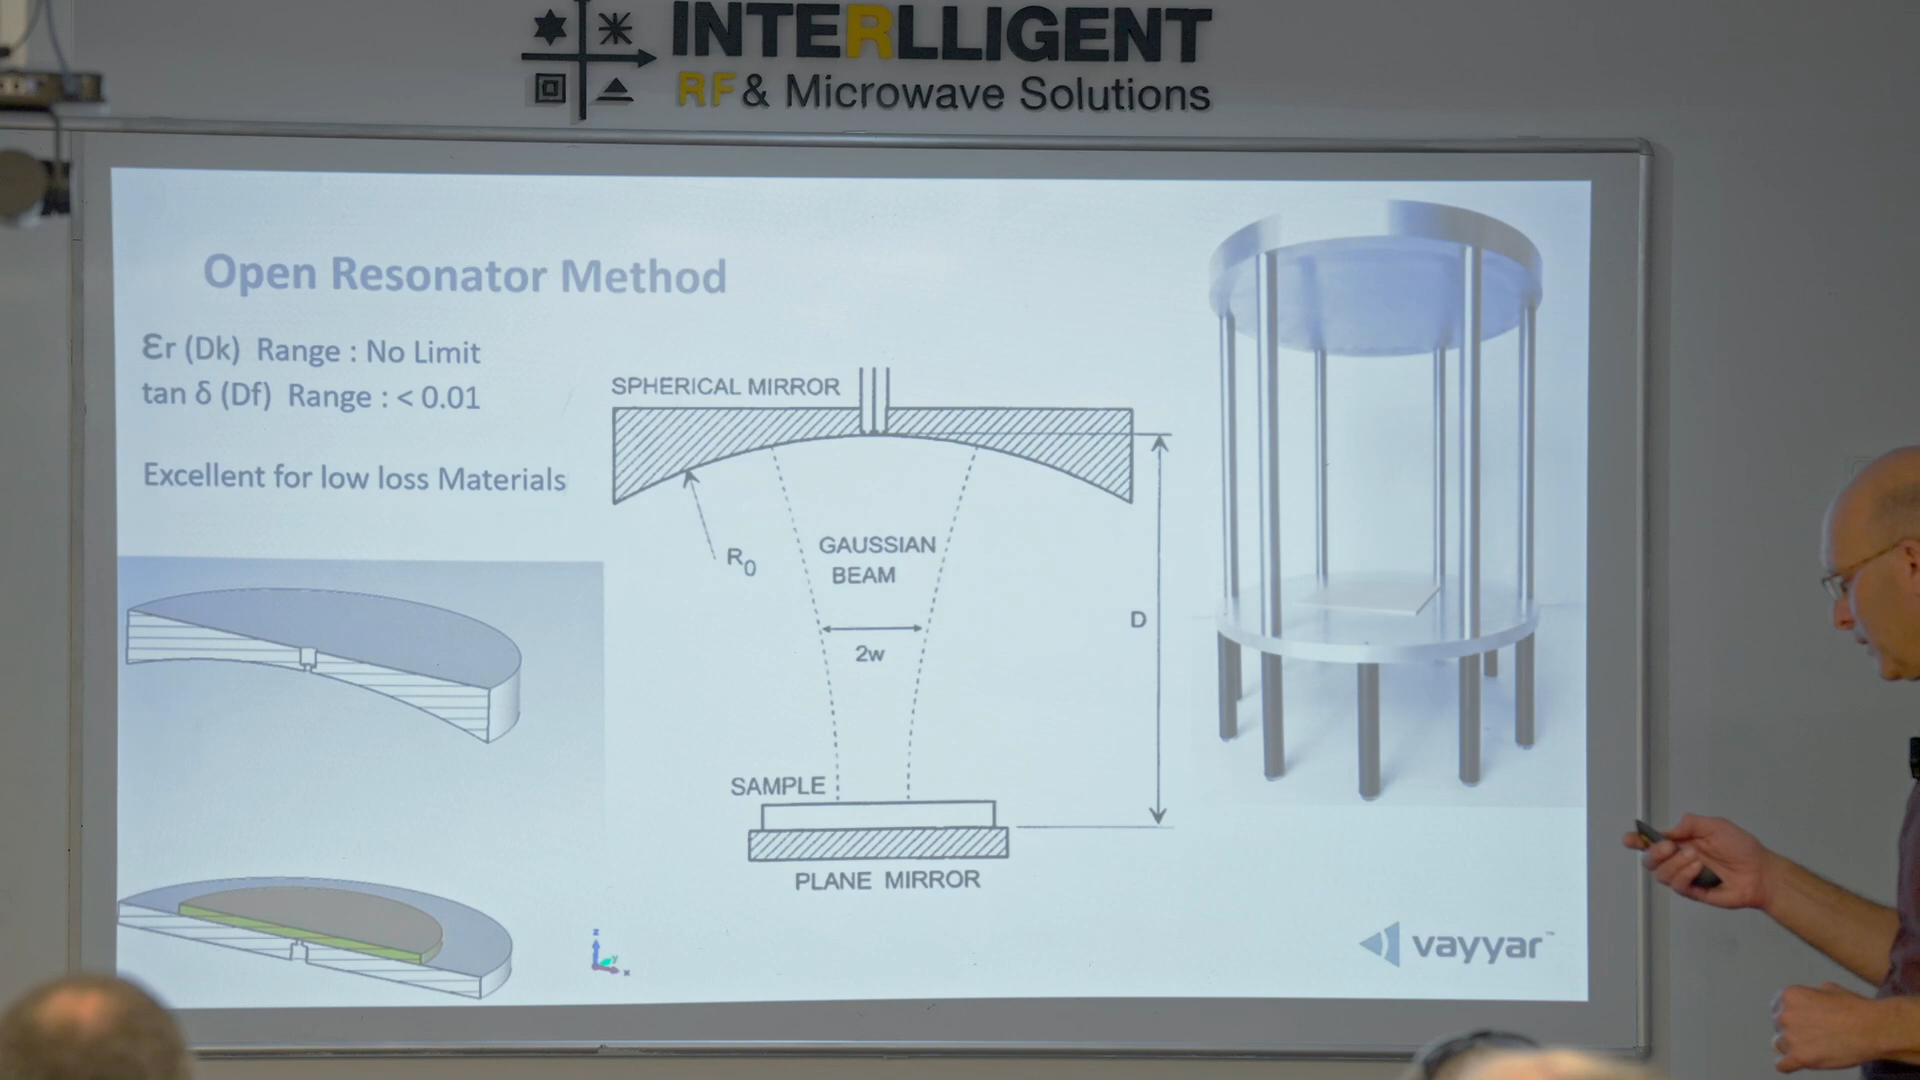 INTERLLIGENT
RF & Microwave Solutions
Open Resonator Method
Ɛr (Dk) Range : No Limit
tan δ (Df) Range : < 0.01
Excellent for low loss Materials
SPHERICAL MIRROR
R0
GAUSSIAN
BEAM
2w
D
SAMPLE
PLANE MIRROR
z
y
x
vayyar™